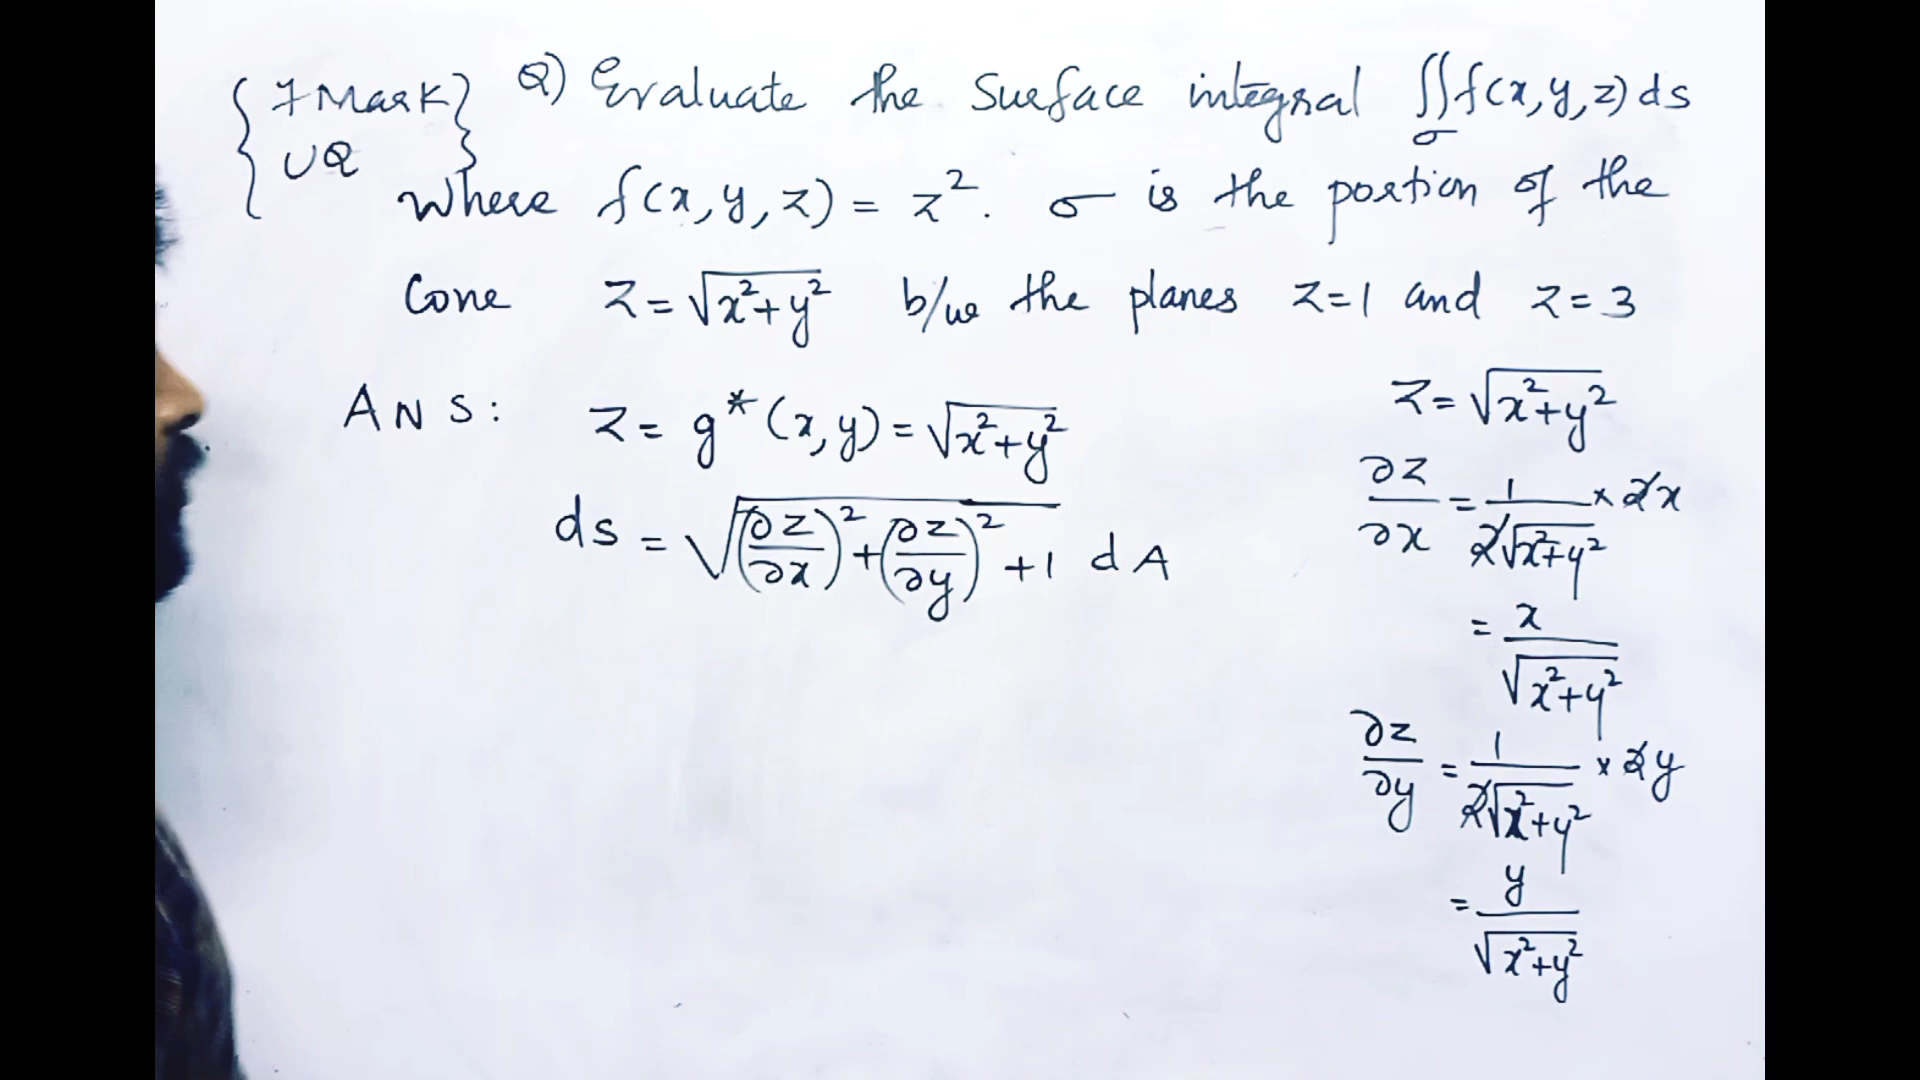 {7 Mark} Q) Evaluate the surface integral ∬_σ f(x,y,z) ds
{UQ} where f(x,y,z) = z². σ is the portion of the
Cone z = √(x²+y²) b/w the planes z=1 and z=3
ANS: z = g*(x,y) = √(x²+y²)
ds = √((∂z/∂x)² + (∂z/∂y)² + 1) dA
z = √(x²+y²)
∂z/∂x = 1/(2√(x²+y²)) × 2x
= x/√(x²+y²)
∂z/∂y = 1/(2√(x²+y²)) × 2y
= y/√(x²+y²)